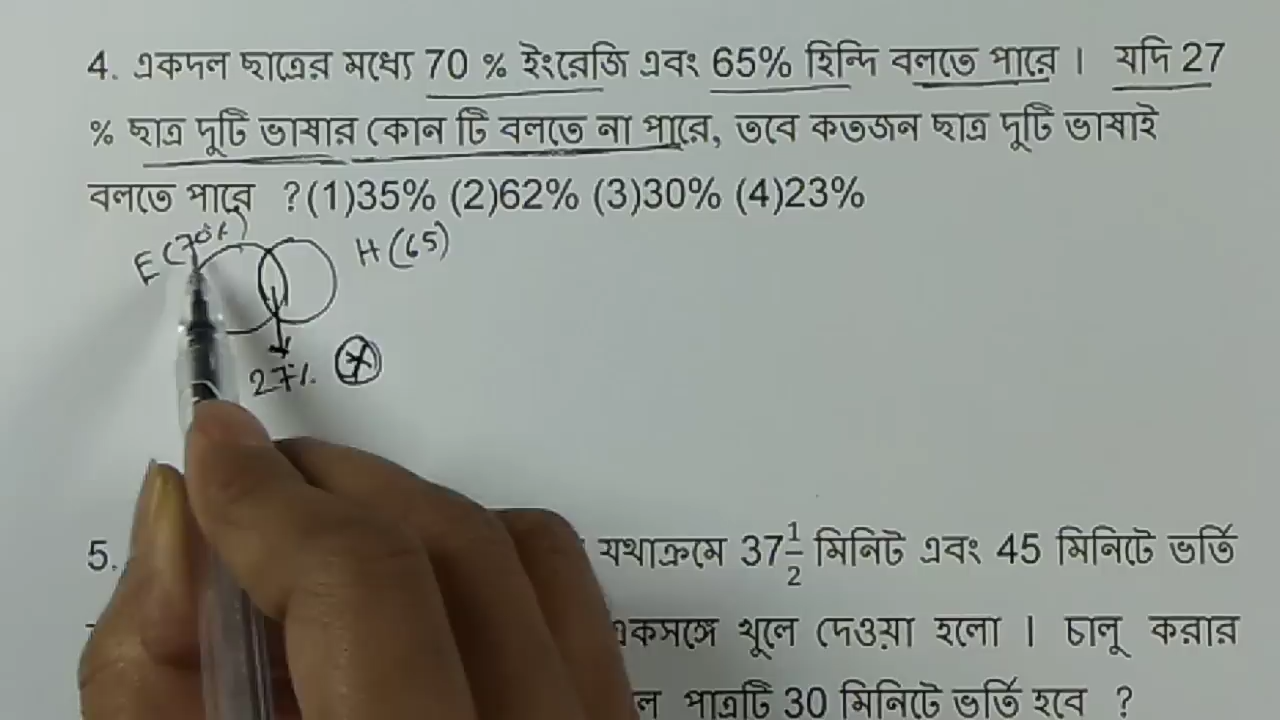 4. একদল ছাত্রের মধ্যে 70 % ইংরেজি এবং 65% হিন্দি বলতে পারে । যদি 27
% ছাত্র দুটি ভাষার কোন টি বলতে না পারে, তবে কতজন ছাত্র দুটি ভাষাই
বলতে পারে ?(1)35% (2)62% (3)30% (4)23%
E (70%) H (65)
27%
5. যথাক্রমে 37 1/2 মিনিট এবং 45 মিনিটে ভর্তি
একসঙ্গে খুলে দেওয়া হলো । চালু করার
পাত্রটি 30 মিনিটে ভর্তি হবে ?